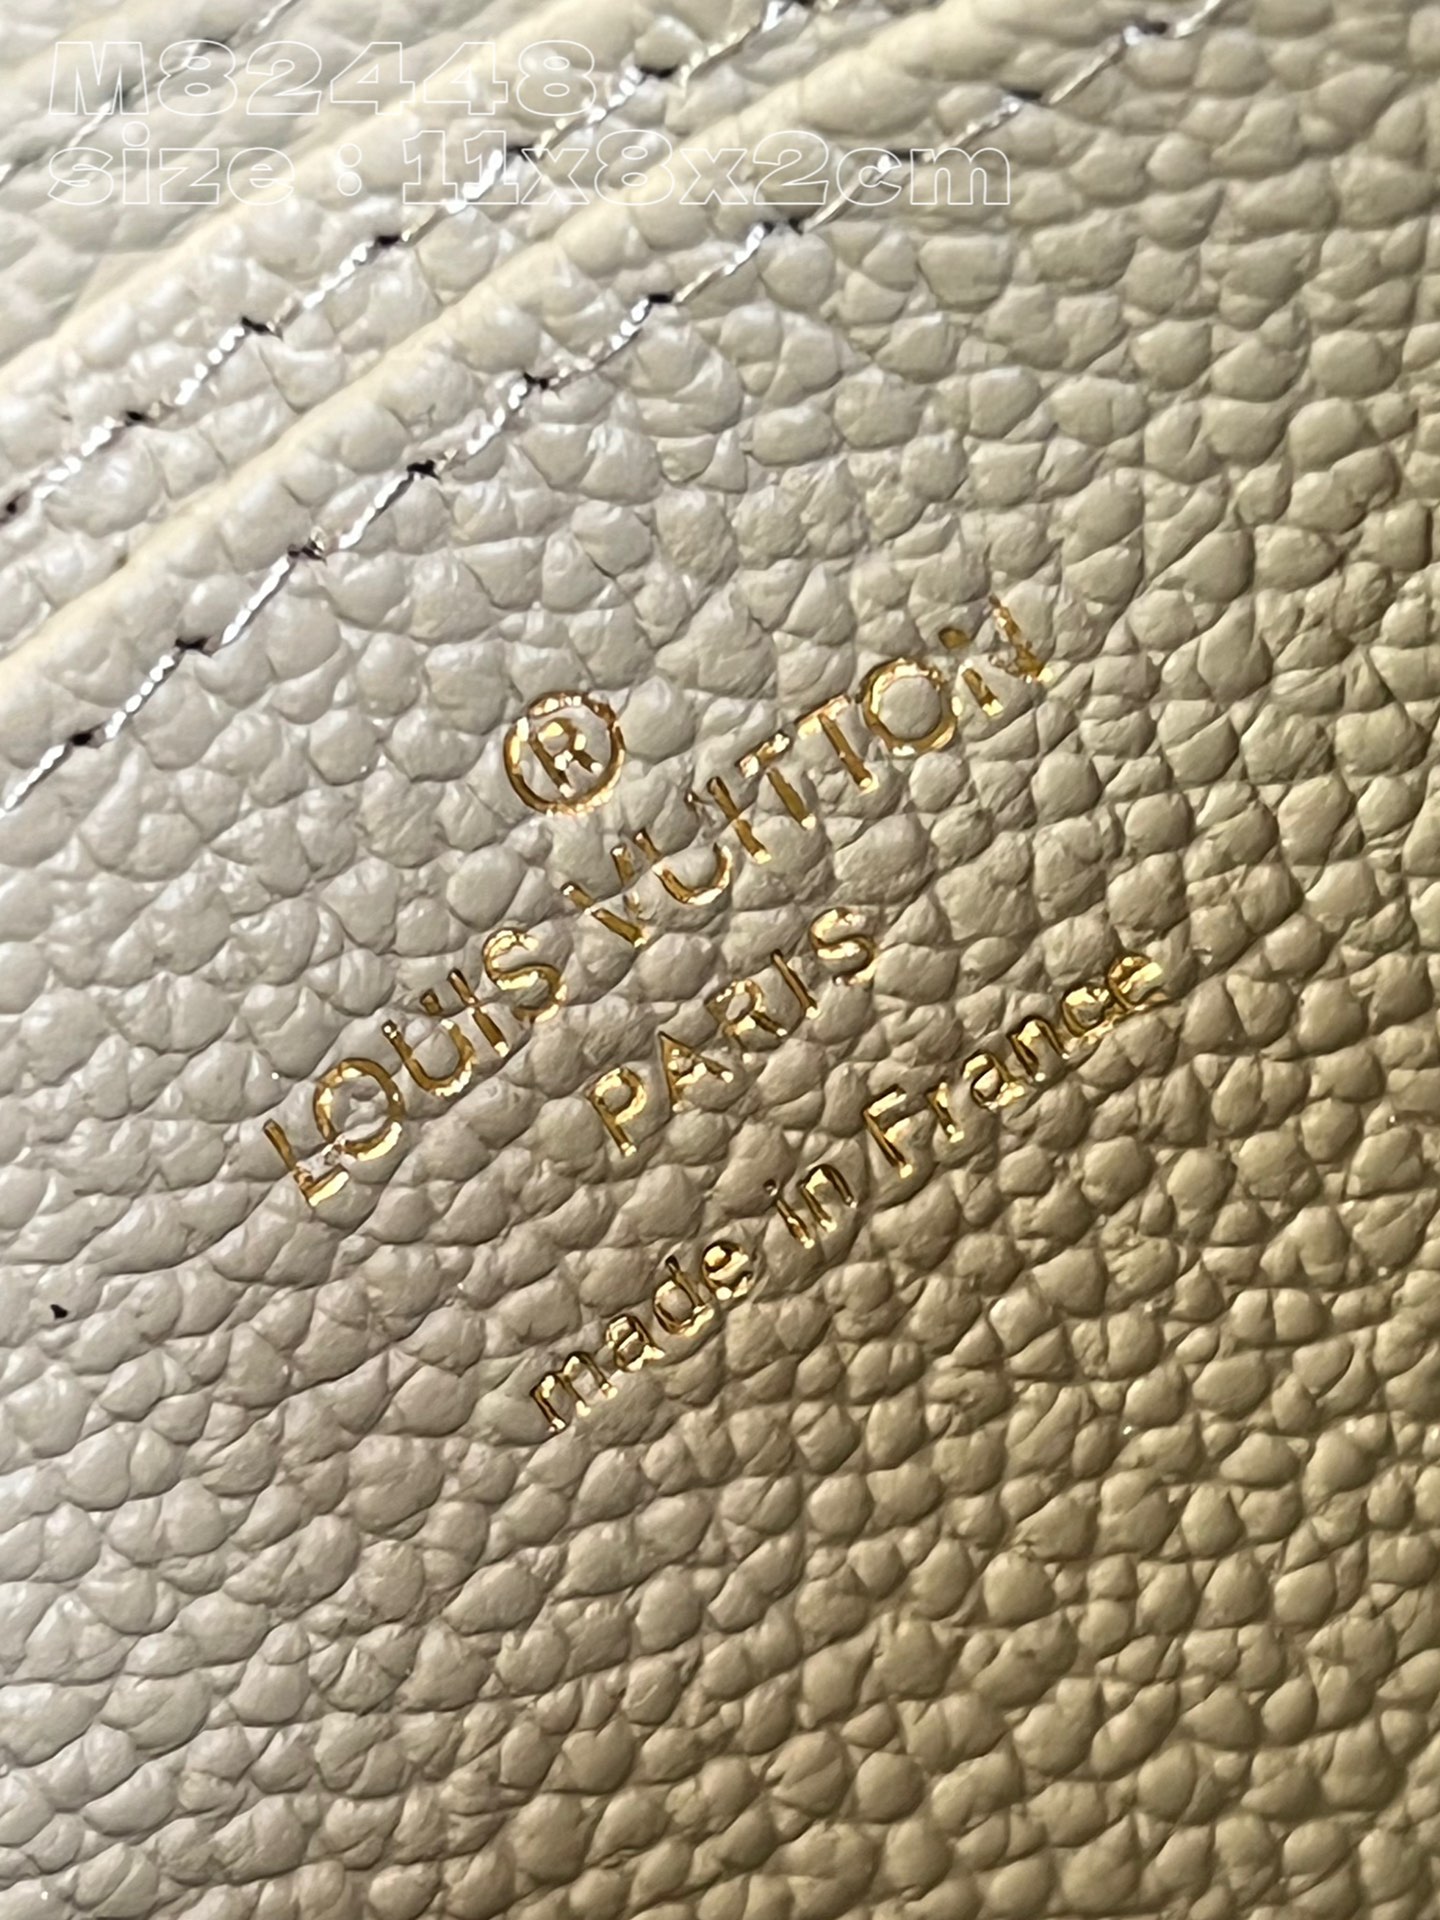 M82448
size : 11x8x2cm
®
LOUIS VUITTON
PARIS
made in France